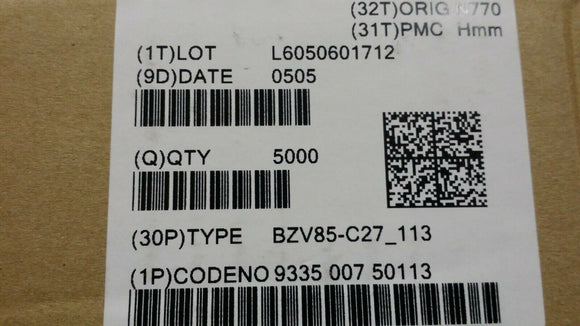 (32T)ORIG N770
(31T)PMC Hmm
(1T)LOT L6050601712
(9D)DATE 0505
(Q)QTY 5000
(30P)TYPE BZV85-C27_113
(1P)CODENO 9335 007 50113